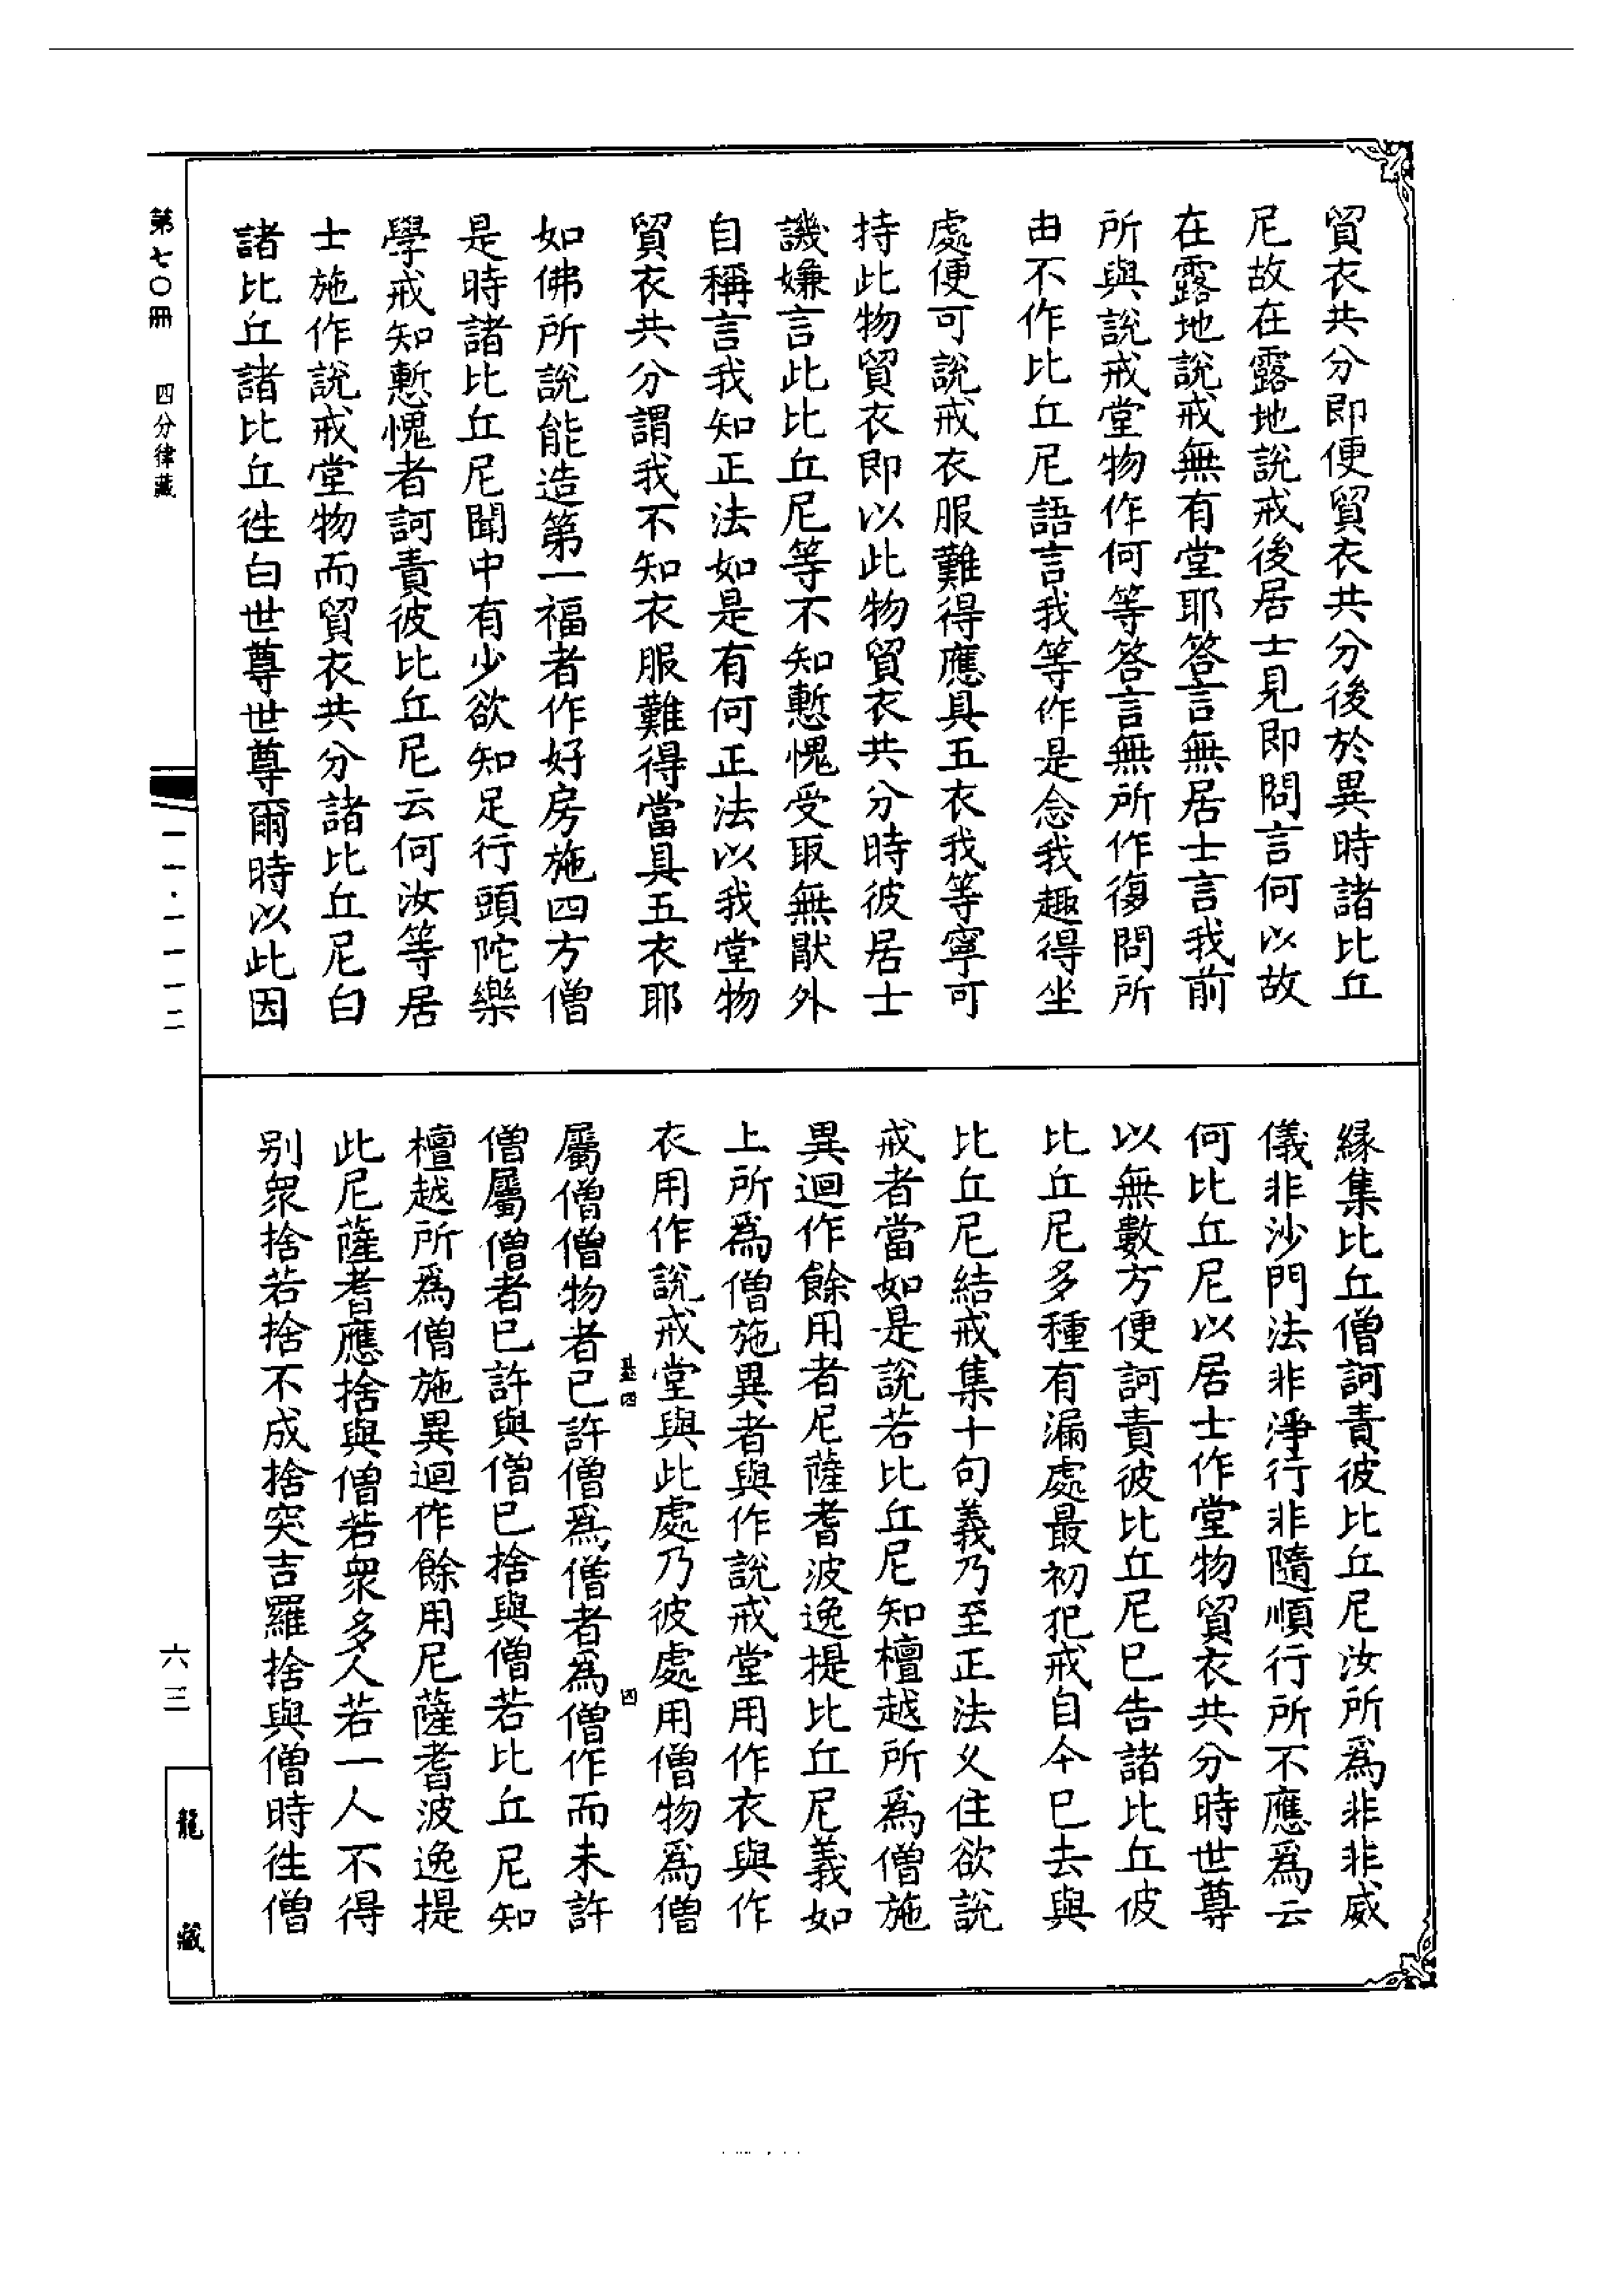 貿衣共分即便貿衣共分後於異時諸比丘
尼故在露地說戒後居士見即問言何以故
在露地說戒無有堂耶答言無居士言我前
所與說戒堂物作何等答言無所作復問所
由不作比丘尼語言我等作是念我趣得坐
處便可說戒衣服難得應具五衣我等寧可
持此物貿衣即以此物貿衣共分時彼居士
譏嫌言此比丘尼等不知慙愧受取無厭外
自稱言我知正法如是有何正法以我堂物
貿衣共分謂我不知衣服難得當具五衣耶
如佛所說能造第一福者作好房施四方僧
是時諸比丘尼聞中有少欲知足行頭陀樂
學戒知慙愧者訶責彼比丘尼云何汝等居
士施作說戒堂物而貿衣共分諸比丘尼白
諸比丘諸比丘往白世尊世尊爾時以此因
緣集比丘僧訶責彼比丘尼汝所為非非威
儀非沙門法非淨行非隨順行所不應為云
何比丘尼以居士作堂物貿衣共分時世尊
以無數方便訶責彼比丘尼已告諸比丘彼
比丘尼多種有漏處最初犯戒自今已去與
比丘尼結戒集十句義乃至正法久住欲說
戒者當如是說若比丘尼知檀越所為僧施
異迴作餘用者尼薩耆波逸提比丘尼義如
上所為僧施異者與作說戒堂用作衣與作
衣用作說戒堂與此處乃彼處用僧物為僧
基四
四
屬僧僧物者已許僧為僧者為僧作而未許
僧屬僧者已許與僧已捨與僧若比丘尼知
檀越所為僧施異迴作餘用尼薩耆波逸提
此尼薩耆應捨與僧若眾多人若一人不得
別眾捨若捨不成捨突吉羅捨與僧時往僧
第七〇冊
四分律藏
一一·一一一二
六三
龍藏